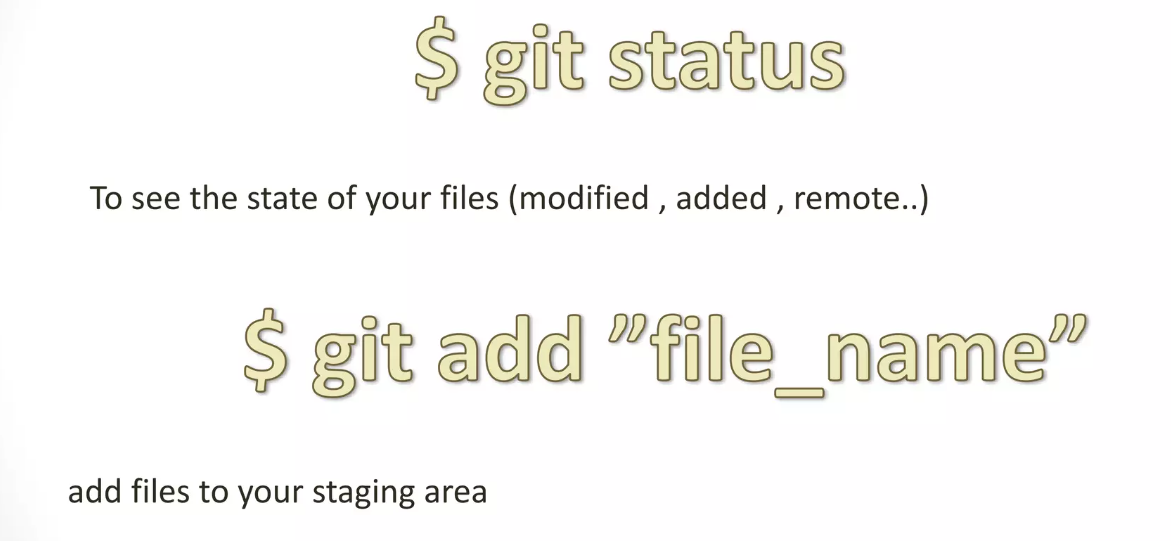 $ git status
To see the state of your files (modified , added , remote..)
$ git add ”file_name”
add files to your staging area